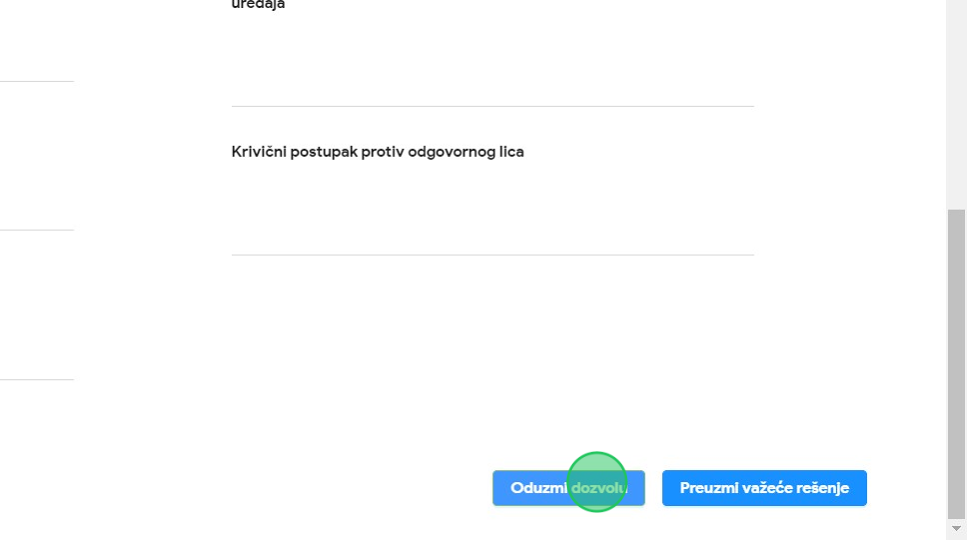 uređaja
Krivični postupak protiv odgovornog lica
Oduzmi dozvolu
Preuzmi važeće rešenje